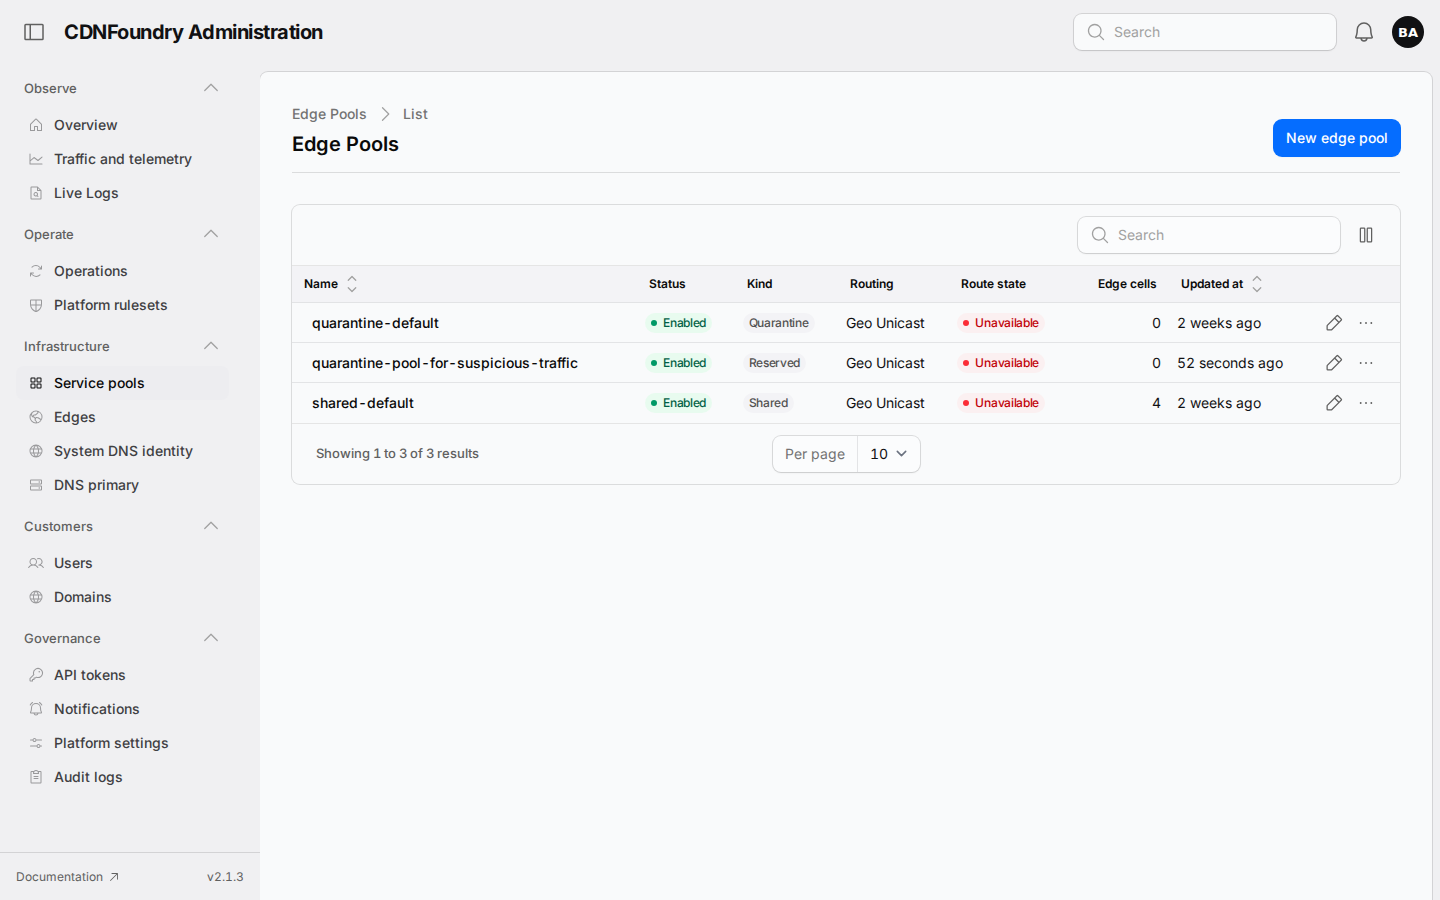 CDNFoundry Administration
Search
BA
Observe
Overview
Traffic and telemetry
Live Logs
Operate
Operations
Platform rulesets
Infrastructure
Service pools
Edges
System DNS identity
DNS primary
Customers
Users
Domains
Governance
API tokens
Notifications
Platform settings
Audit logs
Documentation
v2.1.3
Edge Pools List
Edge Pools
New edge pool
Search
Name Status Kind Routing Route state Edge cells Updated at
quarantine-default Enabled Quarantine Geo Unicast Unavailable 0 2 weeks ago
quarantine-pool-for-suspicious-traffic Enabled Reserved Geo Unicast Unavailable 0 52 seconds ago
shared-default Enabled Shared Geo Unicast Unavailable 4 2 weeks ago
Showing 1 to 3 of 3 results
Per page 10